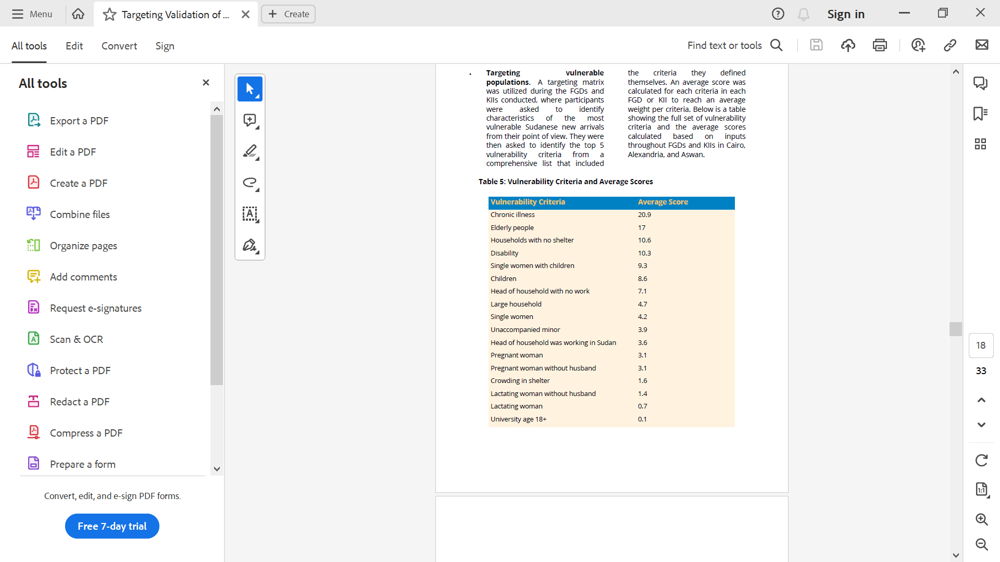 Menu
Targeting Validation of ...
Create
Sign in
All tools
Edit
Convert
Sign
Find text or tools
All tools
Export a PDF
Edit a PDF
Create a PDF
Combine files
Organize pages
Add comments
Request e-signatures
Scan & OCR
Protect a PDF
Redact a PDF
Compress a PDF
Prepare a form
Convert, edit, and e-sign PDF forms.
Free 7-day trial
Targeting vulnerable
populations. A targeting matrix
was utilized during the FGDs and
KIIs conducted, where participants
were asked to identify
characteristics of the most
vulnerable Sudanese new arrivals
from their point of view. They were
then asked to identify the top 5
vulnerability criteria from a
comprehensive list that included
the criteria they defined
themselves. An average score was
calculated for each criteria in each
FGD or KII to reach an average
weight per criteria. Below is a table
showing the full set of vulnerability
criteria and the average scores
calculated based on inputs
throughout FGDs and KIIs in Cairo,
Alexandria, and Aswan.
Table 5: Vulnerability Criteria and Average Scores
Vulnerability Criteria Average Score
Chronic illness 20.9
Elderly people 17
Households with no shelter 10.6
Disability 10.3
Single women with children 9.3
Children 8.6
Head of household with no work 7.1
Large household 4.7
Single women 4.2
Unaccompanied minor 3.9
Head of household was working in Sudan 3.6
Pregnant woman 3.1
Pregnant woman without husband 3.1
Crowding in shelter 1.6
Lactating woman without husband 1.4
Lactating woman 0.7
University age 18+ 0.1
18
33